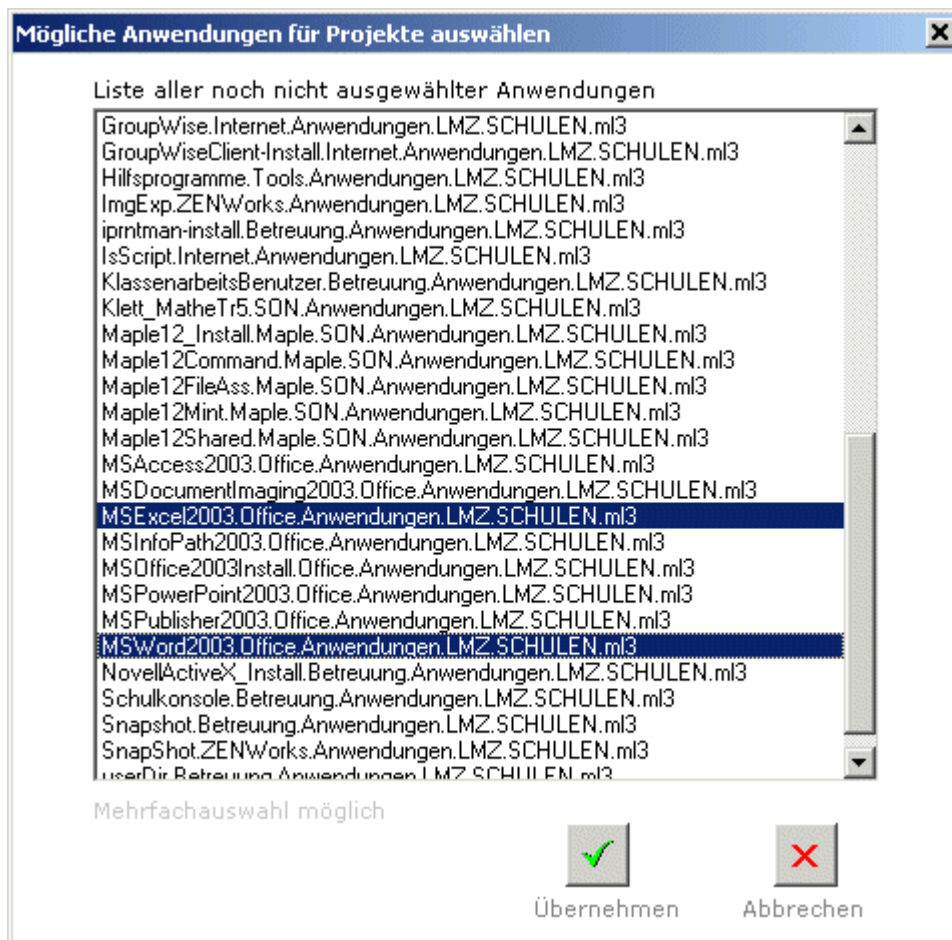 Mögliche Anwendungen für Projekte auswählen
Liste aller noch nicht ausgewählter Anwendungen
GroupWise.Internet.Anwendungen.LMZ.SCHULEN.ml3
GroupWiseClient-Install.Internet.Anwendungen.LMZ.SCHULEN.ml3
Hilfsprogramme.Tools.Anwendungen.LMZ.SCHULEN.ml3
ImgExp.ZENWorks.Anwendungen.LMZ.SCHULEN.ml3
iprntman-install.Betreuung.Anwendungen.LMZ.SCHULEN.ml3
IsScript.Internet.Anwendungen.LMZ.SCHULEN.ml3
KlassenarbeitsBenutzer.Betreuung.Anwendungen.LMZ.SCHULEN.ml3
Klett_MatheTr5.SON.Anwendungen.LMZ.SCHULEN.ml3
Maple12_Install.Maple.SON.Anwendungen.LMZ.SCHULEN.ml3
Maple12Command.Maple.SON.Anwendungen.LMZ.SCHULEN.ml3
Maple12FileAss.Maple.SON.Anwendungen.LMZ.SCHULEN.ml3
Maple12Mint.Maple.SON.Anwendungen.LMZ.SCHULEN.ml3
Maple12Shared.Maple.SON.Anwendungen.LMZ.SCHULEN.ml3
MSAccess2003.Office.Anwendungen.LMZ.SCHULEN.ml3
MSDocumentImaging2003.Office.Anwendungen.LMZ.SCHULEN.ml3
MSExcel2003.Office.Anwendungen.LMZ.SCHULEN.ml3
MSInfoPath2003.Office.Anwendungen.LMZ.SCHULEN.ml3
MSOffice2003Install.Office.Anwendungen.LMZ.SCHULEN.ml3
MSPowerPoint2003.Office.Anwendungen.LMZ.SCHULEN.ml3
MSPublisher2003.Office.Anwendungen.LMZ.SCHULEN.ml3
MSWord2003.Office.Anwendungen.LMZ.SCHULEN.ml3
NovellActiveX_Install.Betreuung.Anwendungen.LMZ.SCHULEN.ml3
Schulkonsole.Betreuung.Anwendungen.LMZ.SCHULEN.ml3
Snapshot.Betreuung.Anwendungen.LMZ.SCHULEN.ml3
SnapShot.ZENWorks.Anwendungen.LMZ.SCHULEN.ml3
userDir.Betreuung.Anwendungen.LMZ.SCHULEN.ml3
Mehrfachauswahl möglich
Übernehmen Abbrechen